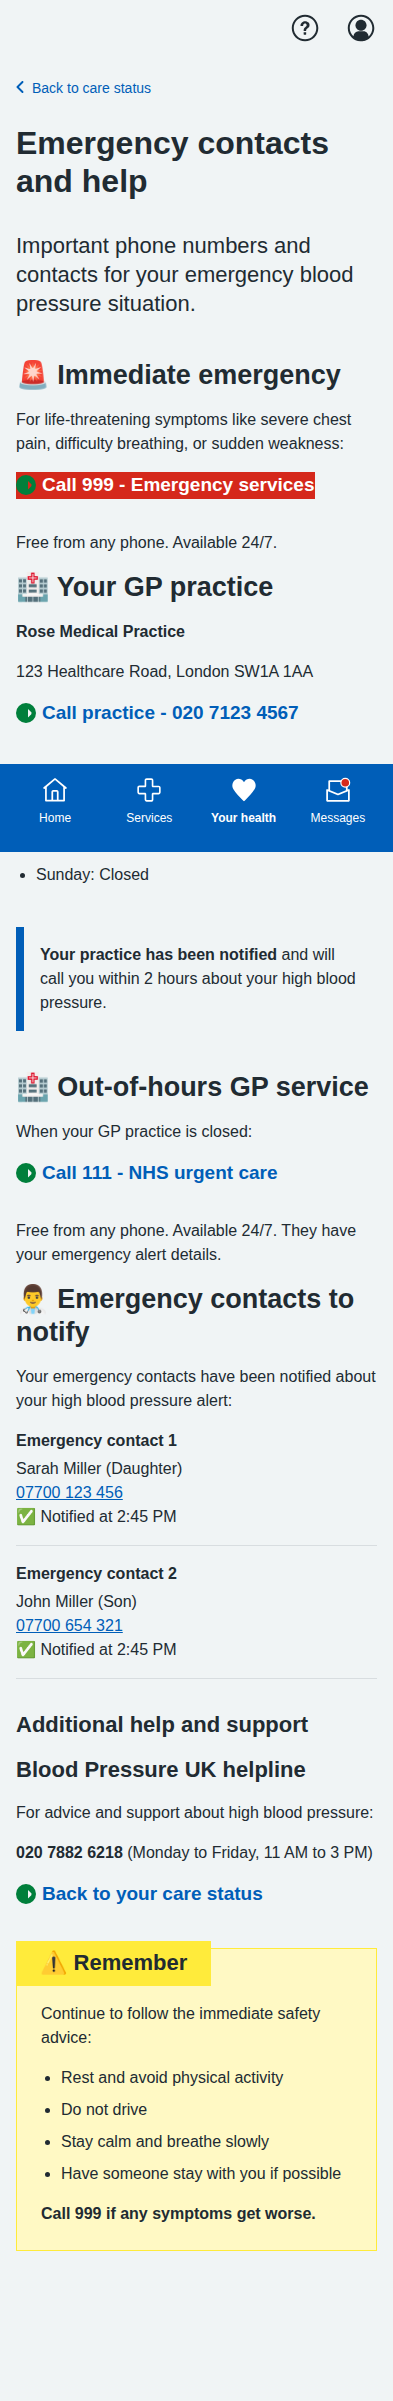 Back to care status
Emergency contacts
and help
Important phone numbers and
contacts for your emergency blood
pressure situation.
🚨 Immediate emergency
For life-threatening symptoms like severe chest
pain, difficulty breathing, or sudden weakness:
Call 999 - Emergency services
Free from any phone. Available 24/7.
🏥 Your GP practice
Rose Medical Practice
123 Healthcare Road, London SW1A 1AA
Call practice - 020 7123 4567
Home
Services
Your health
Messages
• Sunday: Closed
Your practice has been notified and will
call you within 2 hours about your high blood
pressure.
🏥 Out-of-hours GP service
When your GP practice is closed:
Call 111 - NHS urgent care
Free from any phone. Available 24/7. They have
your emergency alert details.
👨‍⚕️ Emergency contacts to
notify
Your emergency contacts have been notified about
your high blood pressure alert:
Emergency contact 1
Sarah Miller (Daughter)
07700 123 456
✅ Notified at 2:45 PM
Emergency contact 2
John Miller (Son)
07700 654 321
✅ Notified at 2:45 PM
Additional help and support
Blood Pressure UK helpline
For advice and support about high blood pressure:
020 7882 6218 (Monday to Friday, 11 AM to 3 PM)
Back to your care status
⚠️ Remember
Continue to follow the immediate safety
advice:
• Rest and avoid physical activity
• Do not drive
• Stay calm and breathe slowly
• Have someone stay with you if possible
Call 999 if any symptoms get worse.